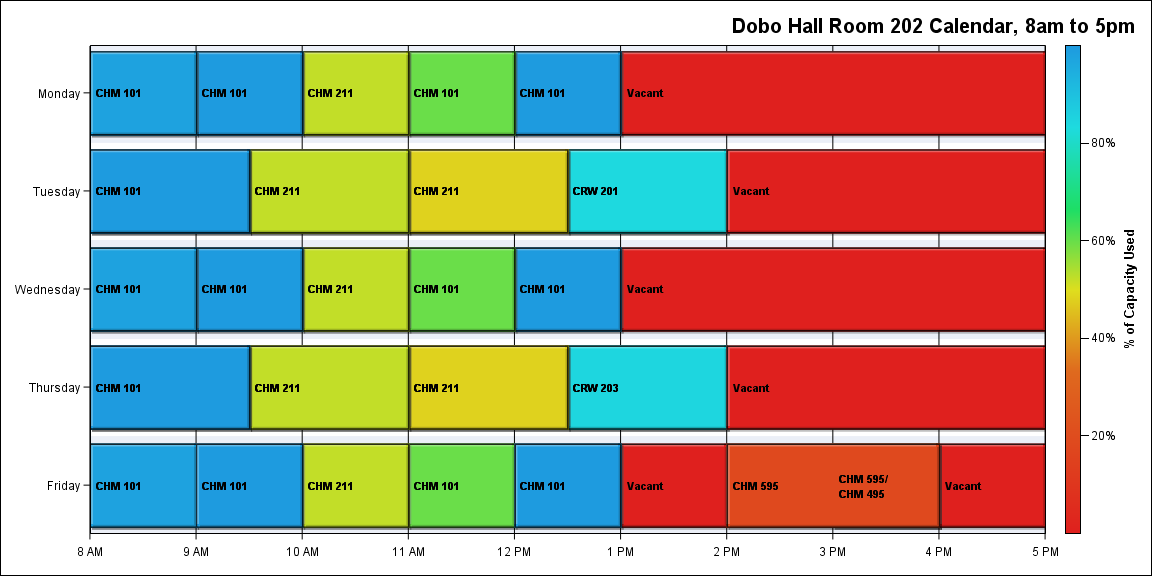 Dobo Hall Room 202 Calendar, 8am to 5pm
Monday
CHM 101
CHM 101
CHM 211
CHM 101
CHM 101
Vacant
Tuesday
CHM 101
CHM 211
CHM 211
CRW 201
Vacant
Wednesday
CHM 101
CHM 101
CHM 211
CHM 101
CHM 101
Vacant
Thursday
CHM 101
CHM 211
CHM 211
CRW 203
Vacant
Friday
CHM 101
CHM 101
CHM 211
CHM 101
CHM 101
Vacant
CHM 595
CHM 595/
CHM 495
Vacant
8 AM
9 AM
10 AM
11 AM
12 PM
1 PM
2 PM
3 PM
4 PM
5 PM
80%
60%
40%
20%
% of Capacity Used